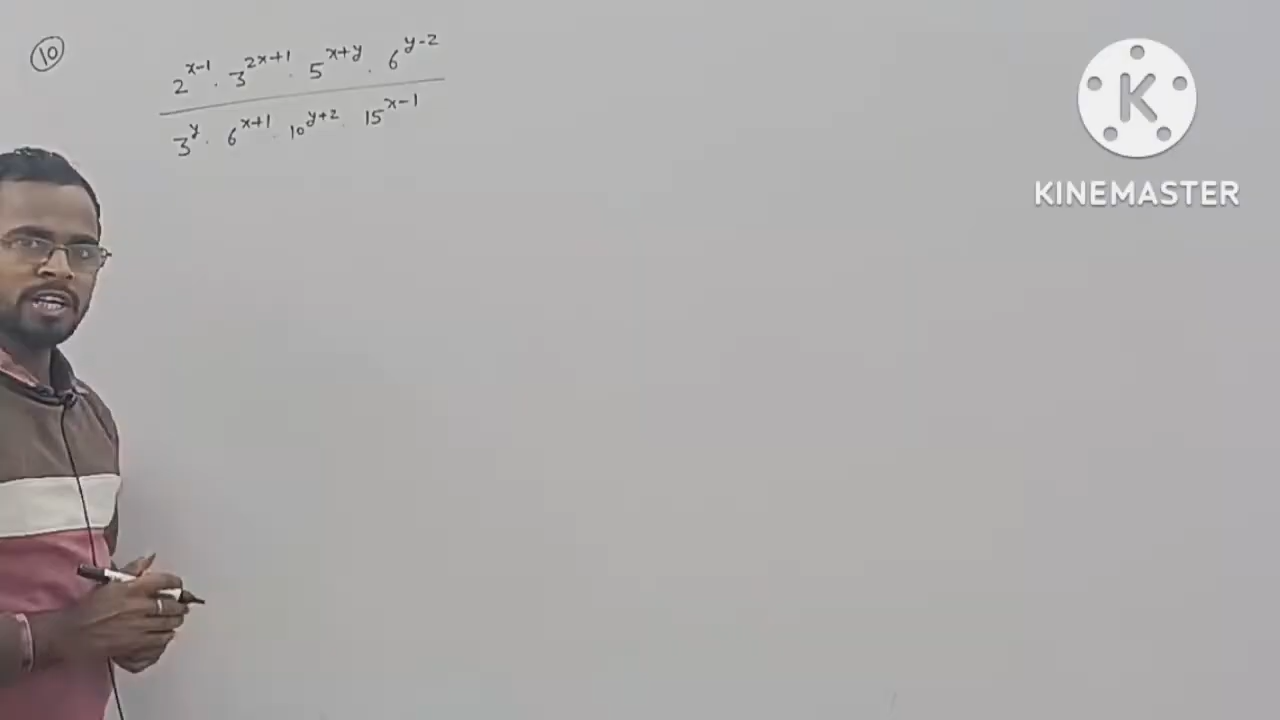 10
2^{x-1} · 3^{2x+1} · 5^{x+y} · 6^{y-2}
3^{y} · 6^{x+1} · 10^{y+2} · 15^{x-1}
K
KINEMASTER